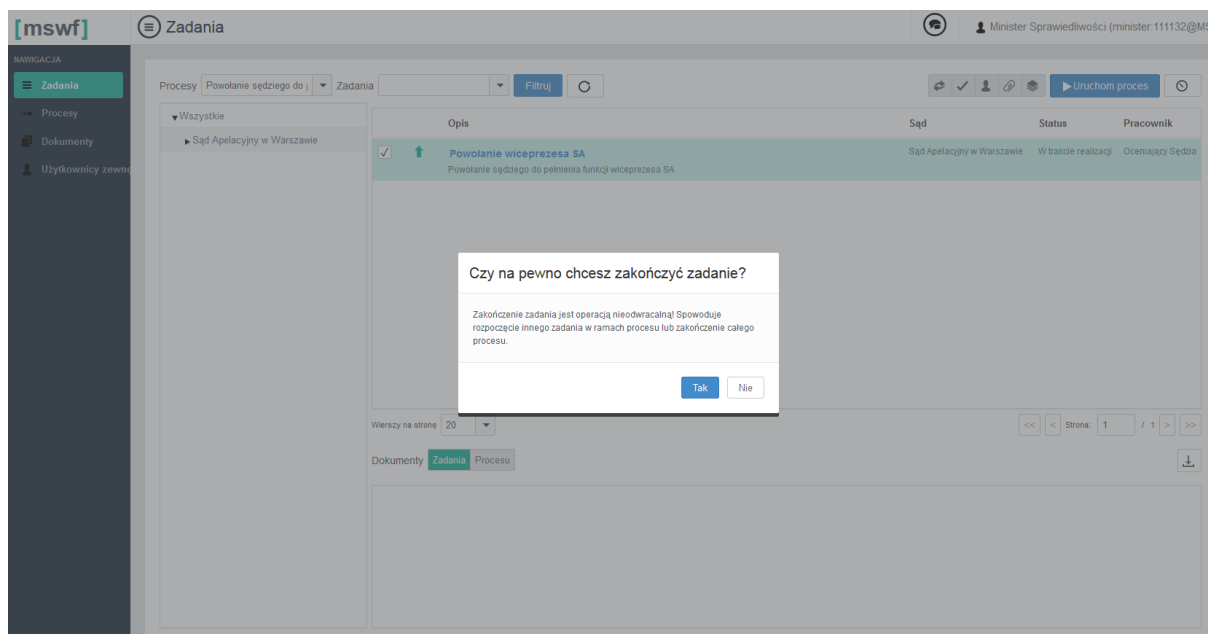 [mswf]
Zadania
Minister Sprawiedliwości (minister.111132@MS
NAWIGACJA
Zadania
Procesy
Dokumenty
Użytkownicy zewnę
Procesy Powołanie sędziego do Zadania Filtruj Uruchom proces
Wszystkie
Sąd Apelacyjny w Warszawie
Opis Sąd Status Pracownik
Powołanie wiceprezesa SA Sąd Apelacyjny w Warszawie W trakcie realizacji Oceniający Sędzia
Powołanie sędziego do pełnienia funkcji wiceprezesa SA
Czy na pewno chcesz zakończyć zadanie?
Zakończenie zadania jest operacją nieodwracalną! Spowoduje
rozpoczęcie innego zadania w ramach procesu lub zakończenie całego
procesu.
Tak Nie
Wierszy na stronę 20 << < Strona: 1 / 1 > >>
Dokumenty Zadania Procesu